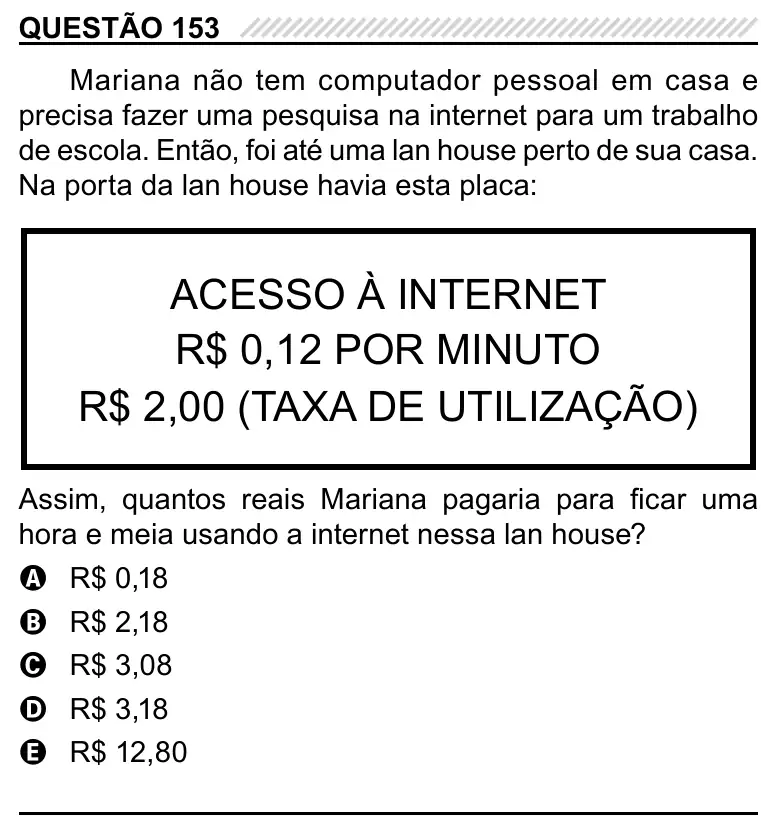 QUESTÃO 153
Mariana não tem computador pessoal em casa e
precisa fazer uma pesquisa na internet para um trabalho
de escola. Então, foi até uma lan house perto de sua casa.
Na porta da lan house havia esta placa:
ACESSO À INTERNET
R$ 0,12 POR MINUTO
R$ 2,00 (TAXA DE UTILIZAÇÃO)
Assim, quantos reais Mariana pagaria para ficar uma
hora e meia usando a internet nessa lan house?
A R$ 0,18
B R$ 2,18
C R$ 3,08
D R$ 3,18
E R$ 12,80